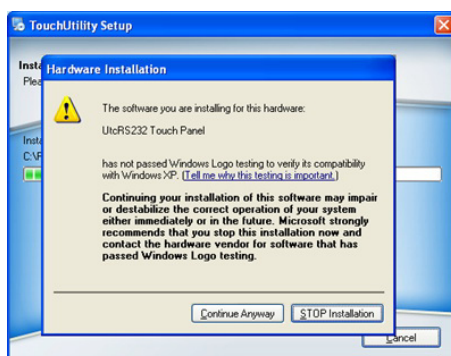 TouchUtility Setup
Insta
Plea
Hardware Installation
The software you are installing for this hardware:
UtcRS232 Touch Panel
has not passed Windows Logo testing to verify its compatibility
with Windows XP. (Tell me why this testing is important.)
Continuing your installation of this software may impair
or destabilize the correct operation of your system
either immediately or in the future. Microsoft strongly
recommends that you stop this installation now and
contact the hardware vendor for software that has
passed Windows Logo testing.
Insta
C:\F
Continue Anyway
STOP Installation
Cancel